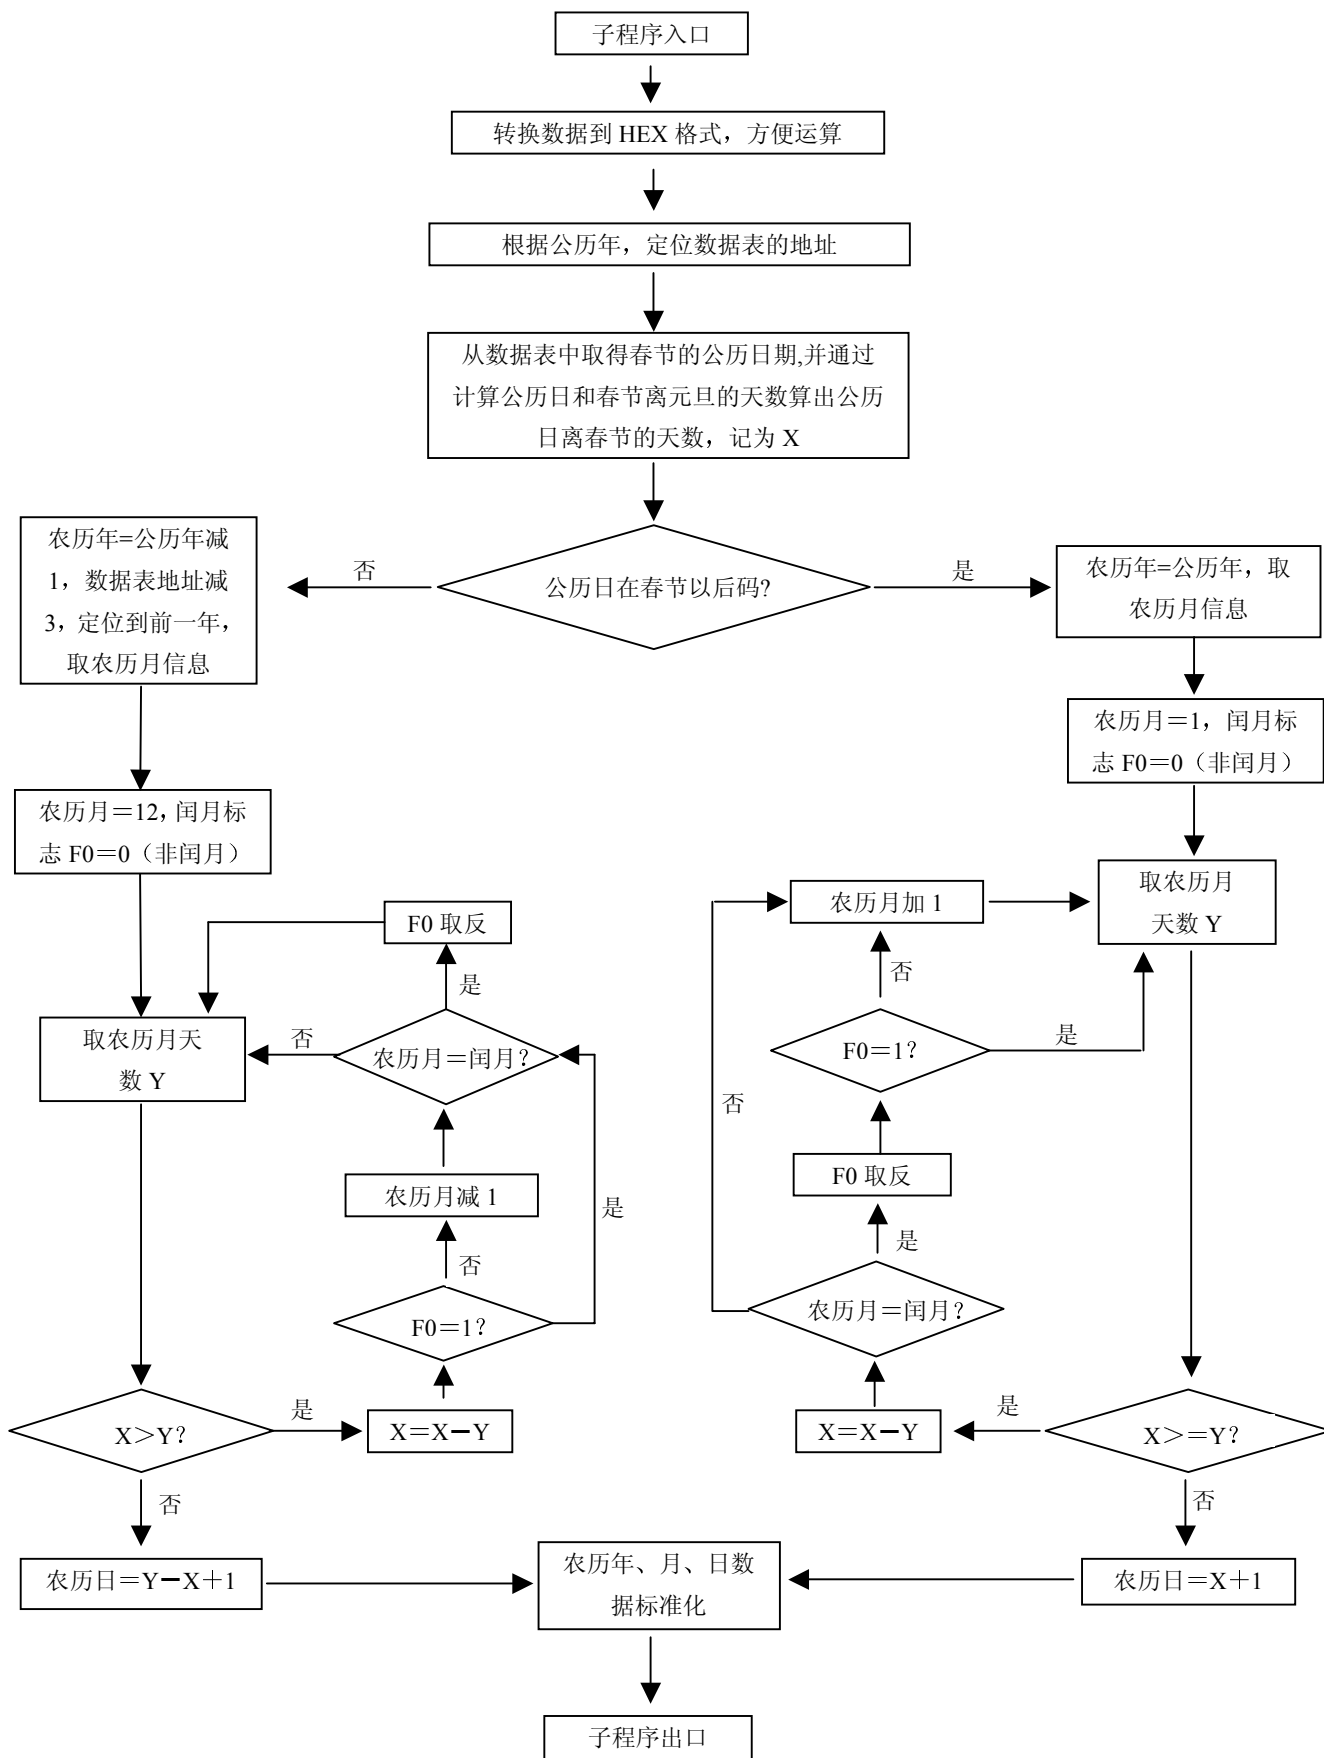 子程序入口
转换数据到 HEX 格式，方便运算
根据公历年，定位数据表的地址
从数据表中取得春节的公历日期,并通过
计算公历日和春节离元旦的天数算出公历
日离春节的天数，记为 X
公历日在春节以后码?
否
是
农历年=公历年减
1，数据表地址减
3，定位到前一年，
取农历月信息
农历年=公历年，取
农历月信息
农历月＝12，闰月标
志 F0＝0（非闰月）
农历月＝1，闰月标
志 F0＝0（非闰月）
取农历月天
数 Y
F0 取反
是
农历月＝闰月？
否
农历月减 1
是
否
F0＝1？
X＝X－Y
是
X＞Y？
否
农历日＝Y－X＋1
取农历月
天数 Y
农历月加 1
否
F0＝1？
是
否
F0 取反
是
农历月＝闰月？
X＝X－Y
是
X＞＝Y？
否
农历日＝X＋1
农历年、月、日数
据标准化
子程序出口